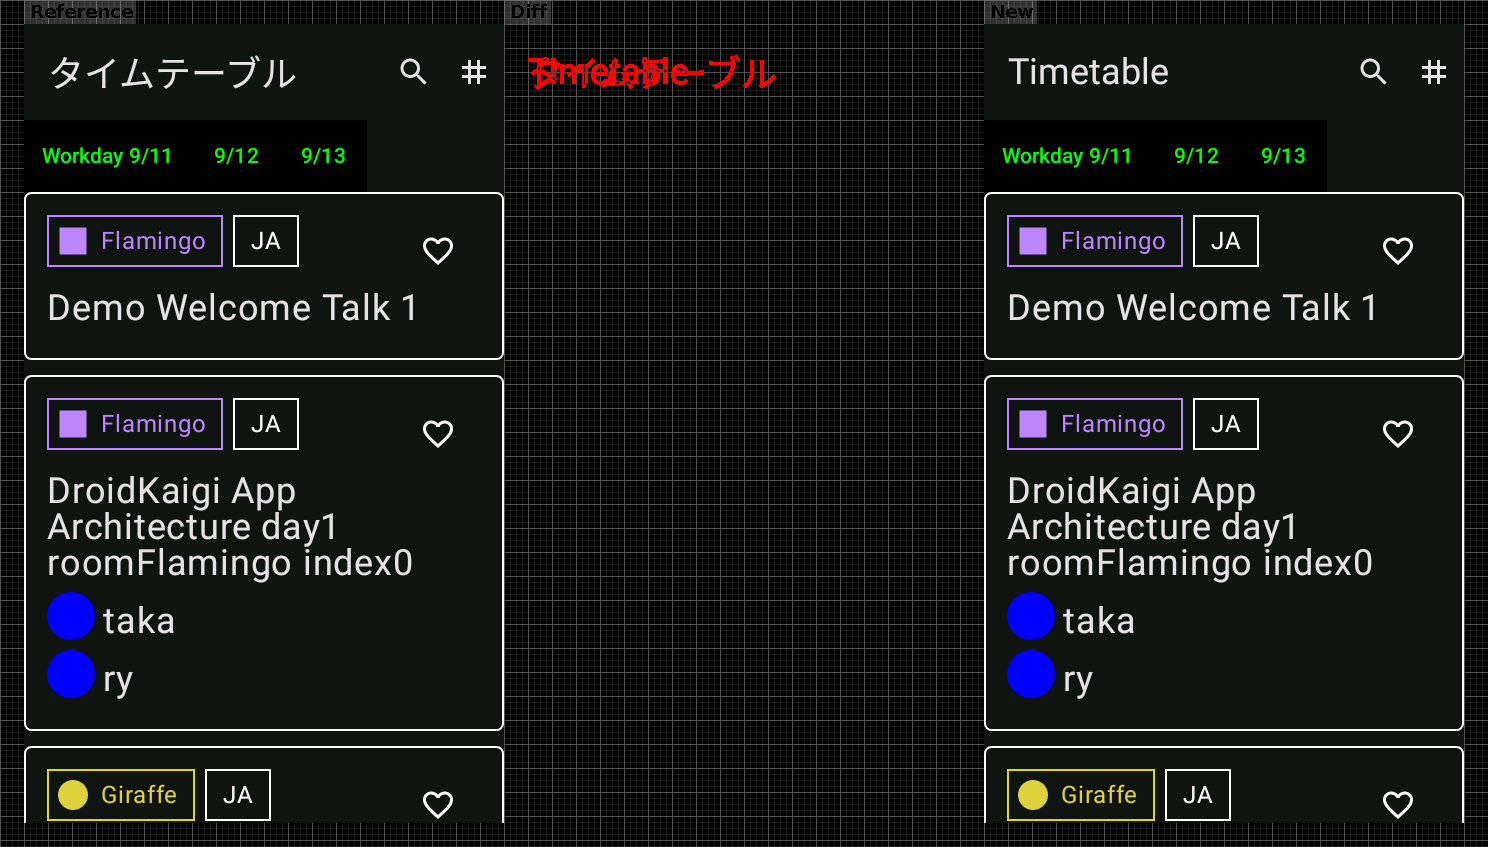 Reference
タイムテーブル
Workday 9/11 9/12 9/13
Flamingo JA
Demo Welcome Talk 1
Flamingo JA
DroidKaigi App
Architecture day1
roomFlamingo index0
taka
ry
Giraffe JA
Diff
New
Timetable
Workday 9/11 9/12 9/13
Flamingo JA
Demo Welcome Talk 1
Flamingo JA
DroidKaigi App
Architecture day1
roomFlamingo index0
taka
ry
Giraffe JA